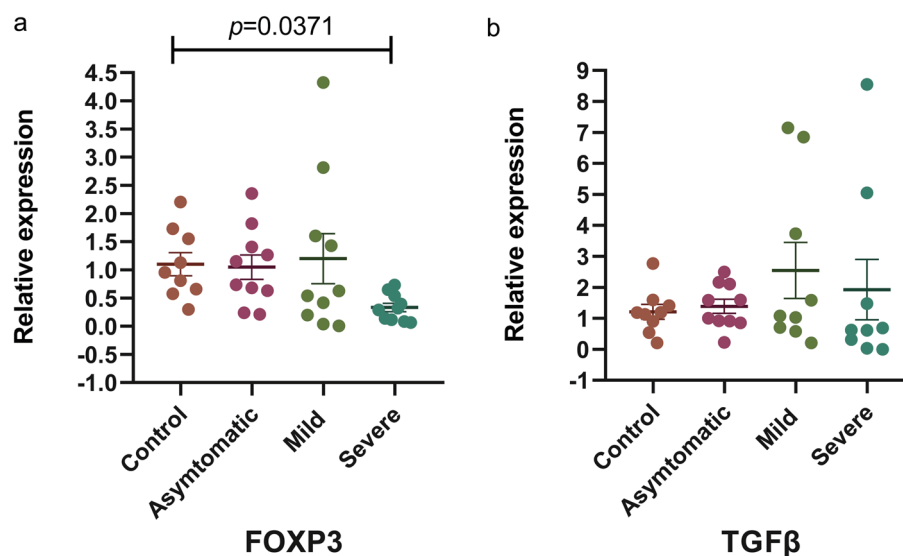 a
p=0.0371
Relative expression
4.5
4.0
3.5
3.0
2.5
2.0
1.5
1.0
0.5
0.0
-0.5
-1.0
Control
Asymtomatic
Mild
Severe
FOXP3
b
Relative expression
9
8
7
6
5
4
3
2
1
0
-1
Control
Asymtomatic
Mild
Severe
TGFβ